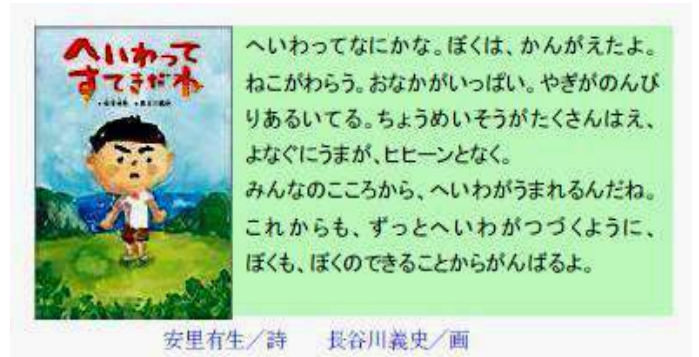 へいわって
すてきだね
へいわってなにかな。ぼくは、かんがえたよ。
ねこがわらう。おなかがいっぱい。やぎがのんび
りあるいてる。ちょうめいそうがたくさんはえ、
よなぐにうまが、ヒヒーンとなく。
みんなのこころから、へいわがうまれるんだね。
これからも、ずっとへいわがつづくように、
ぼくも、ぼくのできることからがんばるよ。
安里有生／詩　　長谷川義史／画